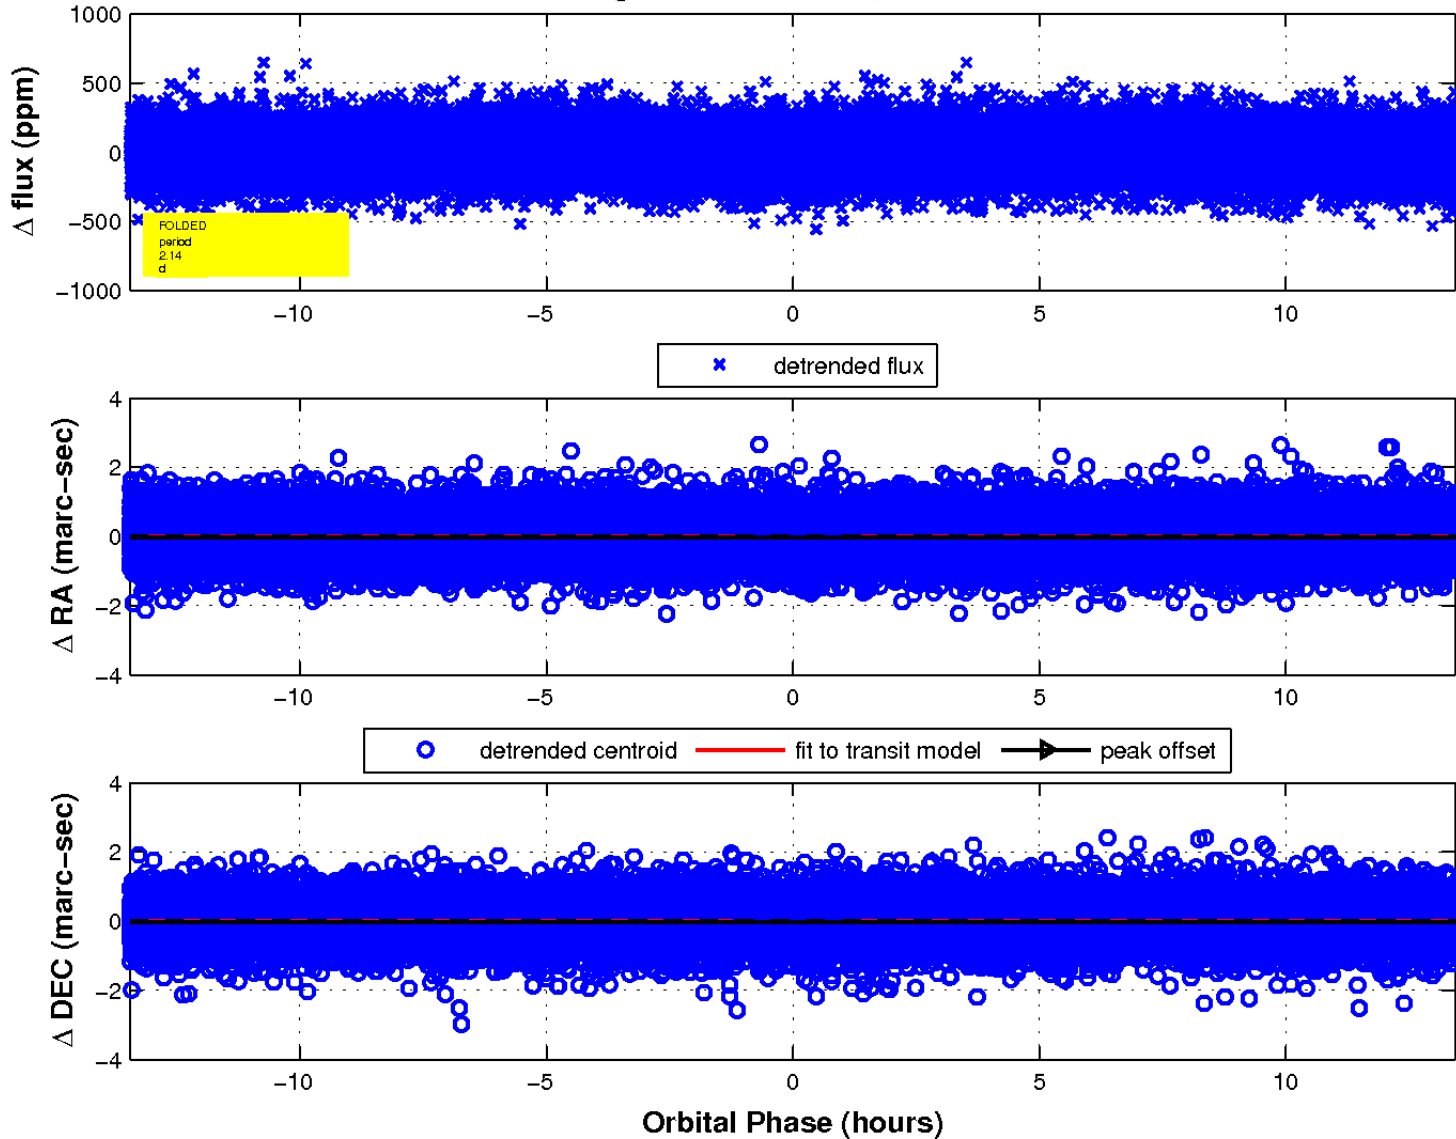 1000
500
0
−500
−1000
Δ flux (ppm)
FOLDED
period
2.14
d
−10
−5
0
5
10
detrended flux
4
2
0
−2
−4
Δ RA (marc−sec)
−10
−5
0
5
10
detrended centroid
fit to transit model
peak offset
4
2
0
−2
−4
Δ DEC (marc−sec)
−10
−5
0
5
10
Orbital Phase (hours)